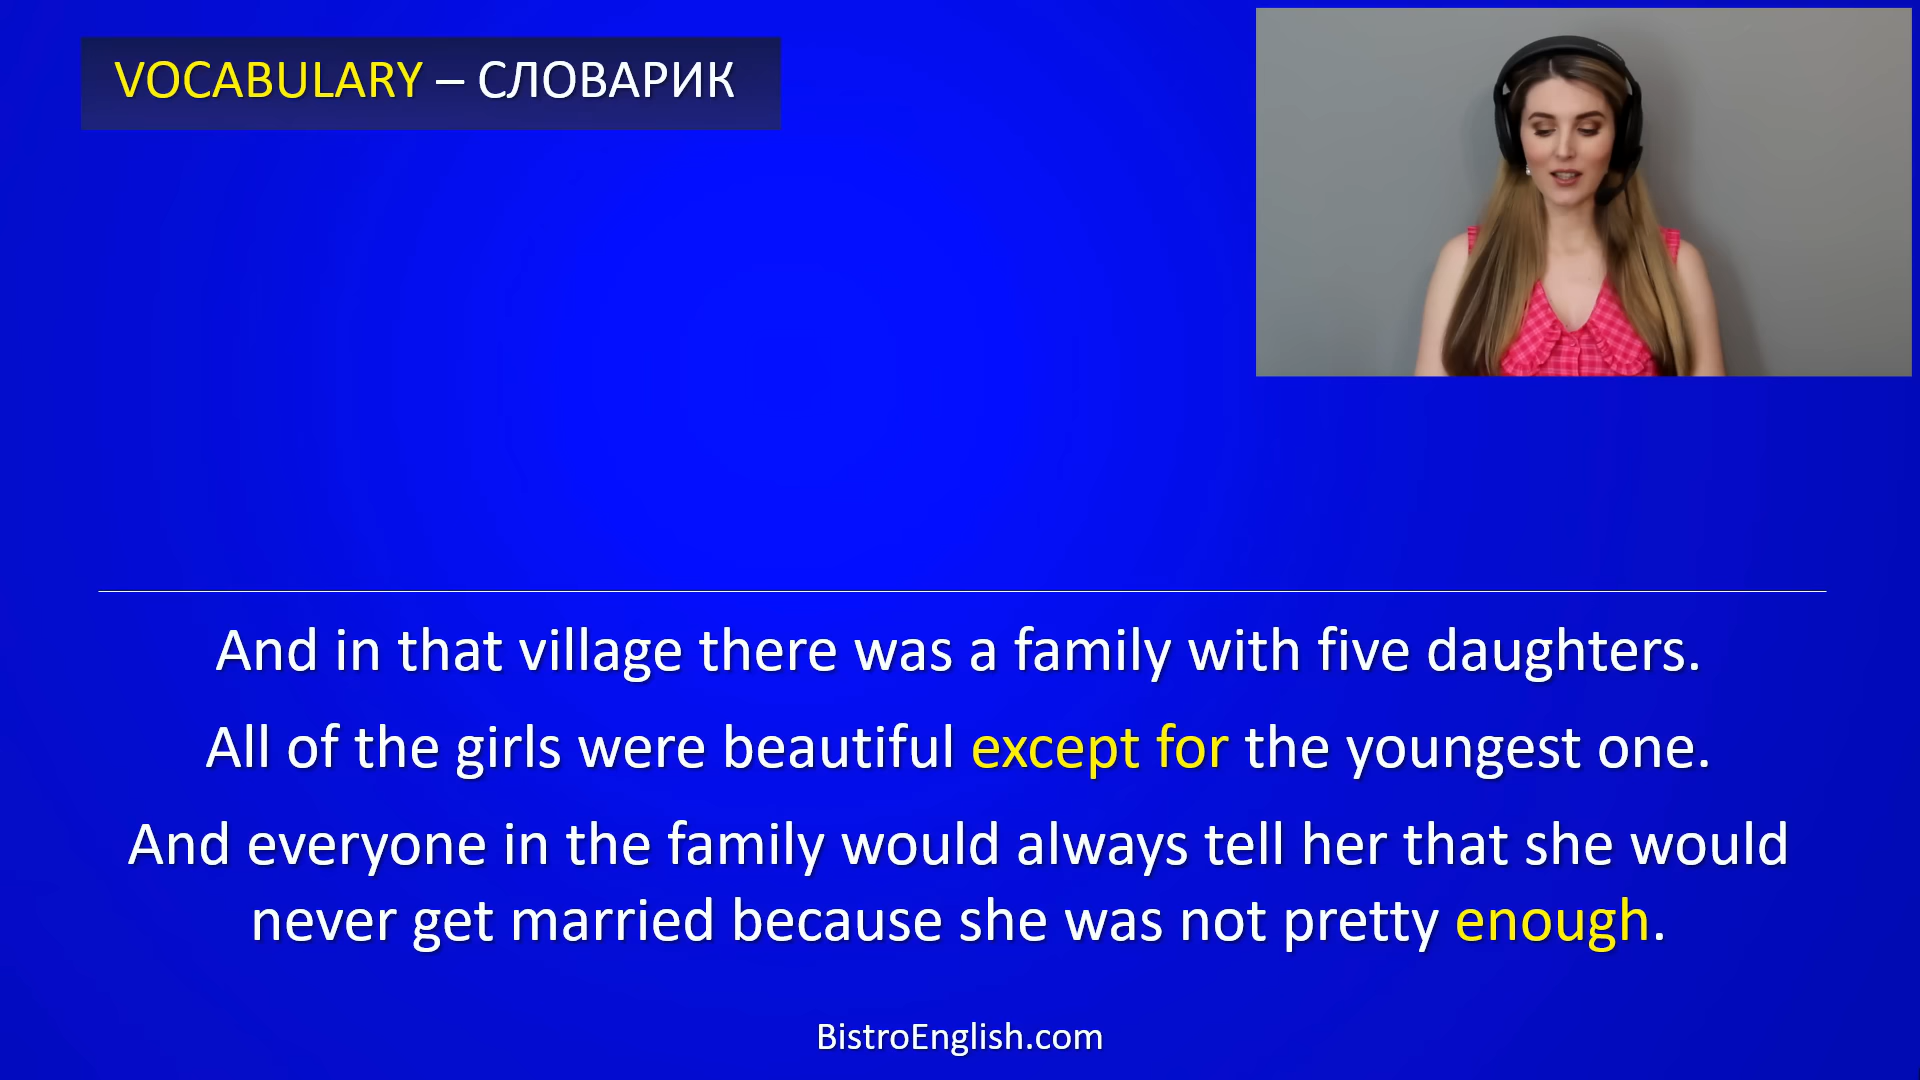 VOCABULARY – СЛОВАРИК
And in that village there was a family with five daughters.
All of the girls were beautiful except for the youngest one.
And everyone in the family would always tell her that she would
never get married because she was not pretty enough.
BistroEnglish.com